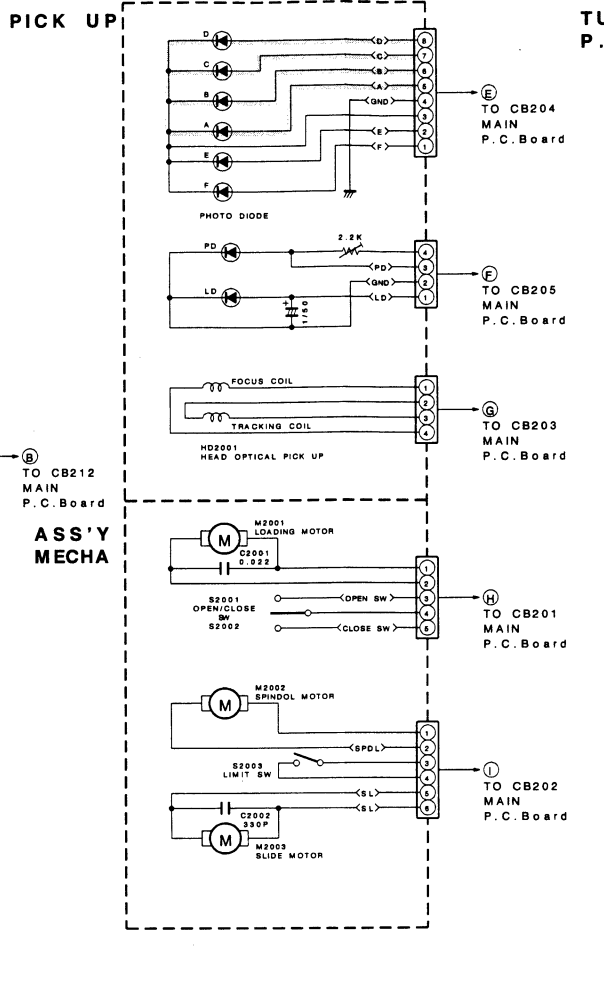 PICK UP
TU
P.
D
<D>
8
C
<C>
7
B
<B>
6
A
<A>
5
<GND>
4
3
E
<E>
2
F
<F>
1
PHOTO DIODE
E
TO CB204
MAIN
P.C.Board
PD
2.2K
4
<PD>
3
<GND>
2
LD
<LD>
1
+
1/50
F
TO CB205
MAIN
P.C.Board
FOCUS COIL
1
2
3
TRACKING COIL
4
HD2001
HEAD OPTICAL PICK UP
G
TO CB203
MAIN
P.C.Board
B
TO CB212
MAIN
P.C.Board
ASS'Y
MECHA
M2001
LOADING MOTOR
M
C2001
0.022
1
2
S2001
OPEN/CLOSE
SW
S2002
<OPEN SW>
3
4
<CLOSE SW>
5
H
TO CB201
MAIN
P.C.Board
M2002
SPINDOL MOTOR
M
1
<SPDL>
2
S2003
LIMIT SW
3
4
<SL>
5
<SL>
6
C2002
330P
M
M2003
SLIDE MOTOR
I
TO CB202
MAIN
P.C.Board